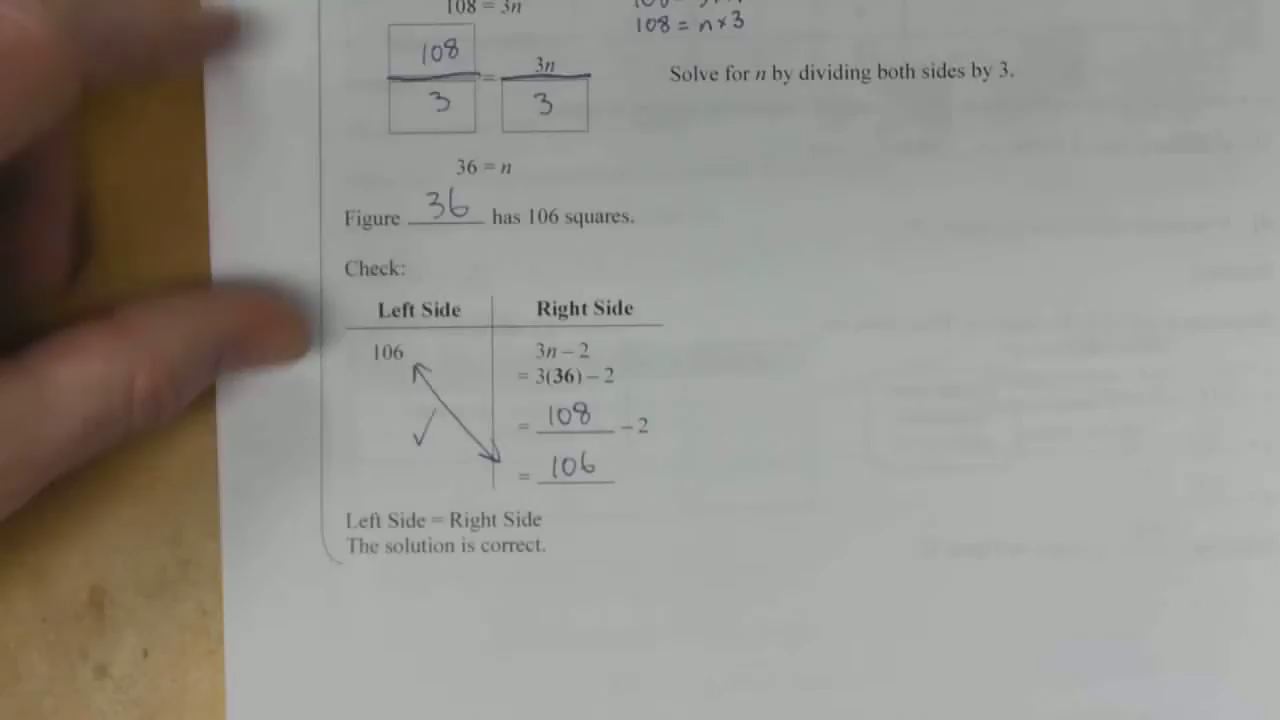 108 = 3n
108 = n × 3
108 = 3n
3 3
Solve for n by dividing both sides by 3.
36 = n
Figure 36 has 106 squares.
Check:
Left Side Right Side
106 3n – 2
= 3(36) – 2
= 108 – 2
= 106
Left Side = Right Side
The solution is correct.